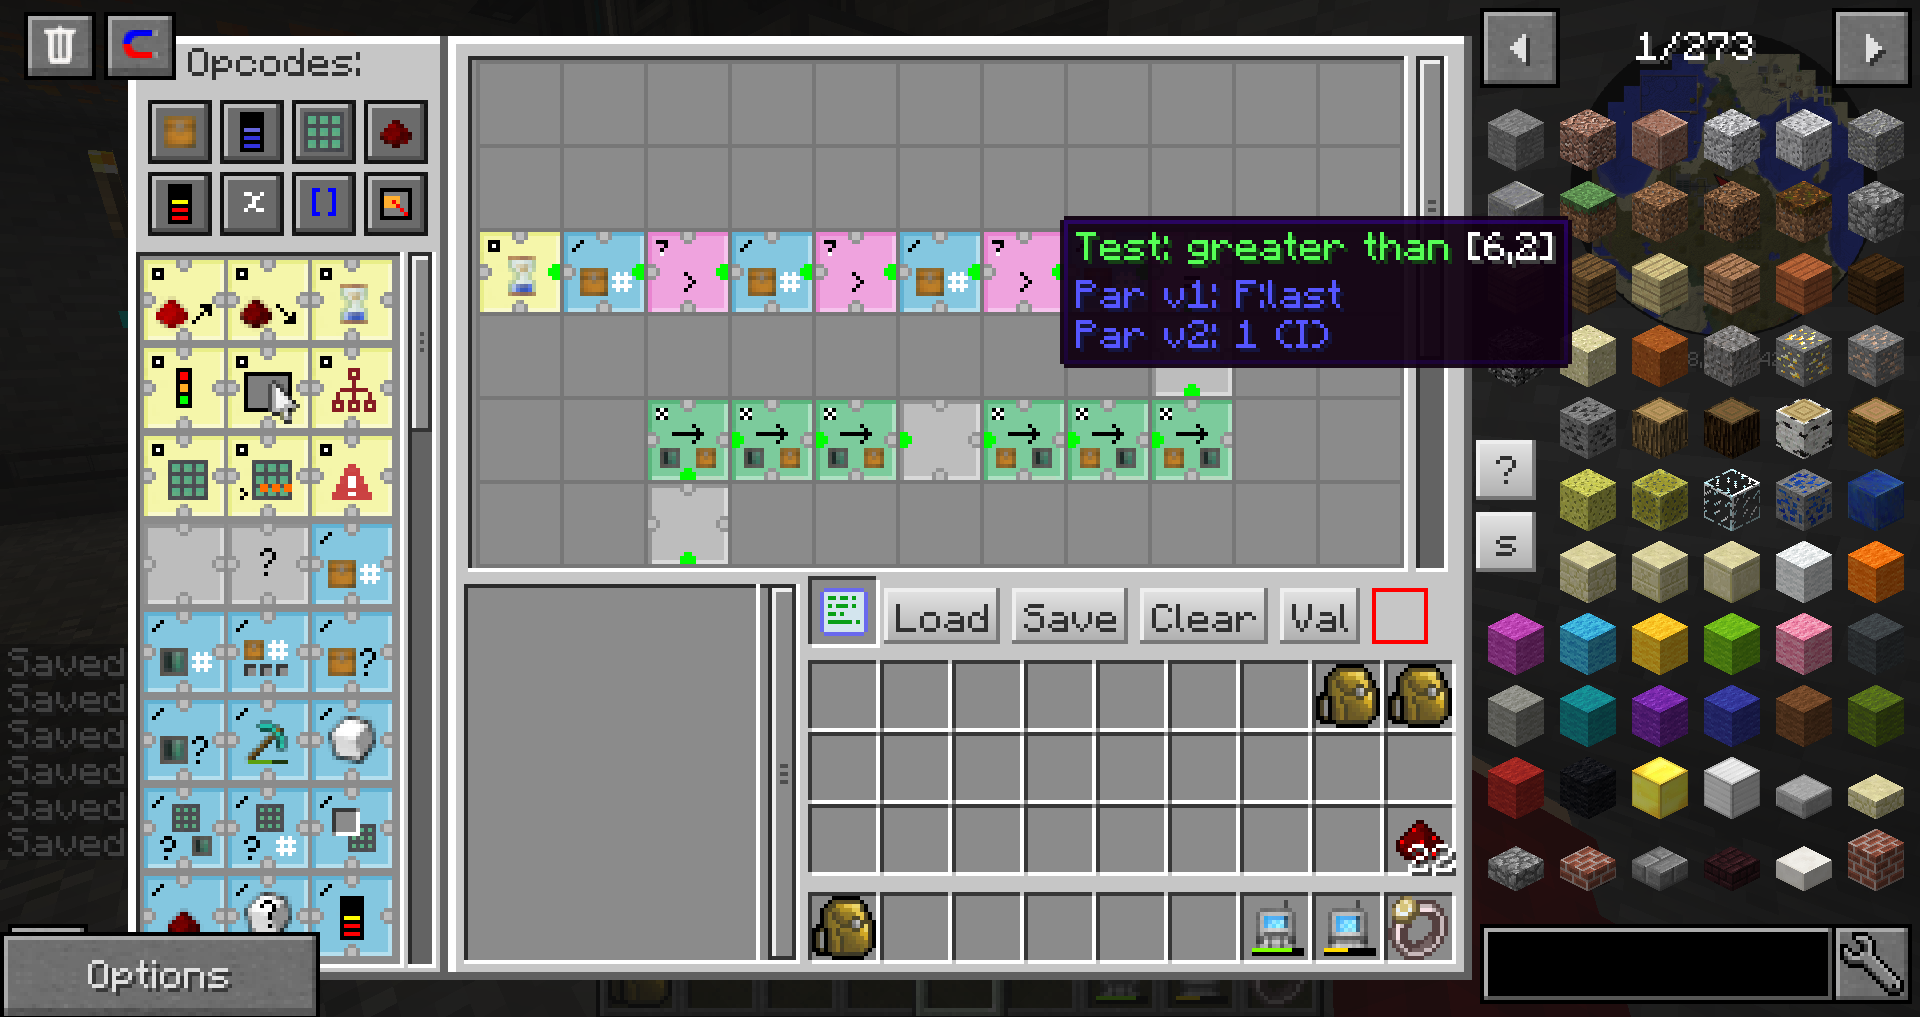 Opcodes:
1/273
Test: greater than [6,2]
Par v1: F:last
Par v2: 1 (I)
?
s
Load
Save
Clear
Val
Saved
Saved
Saved
Saved
Saved
Saved
22
Options